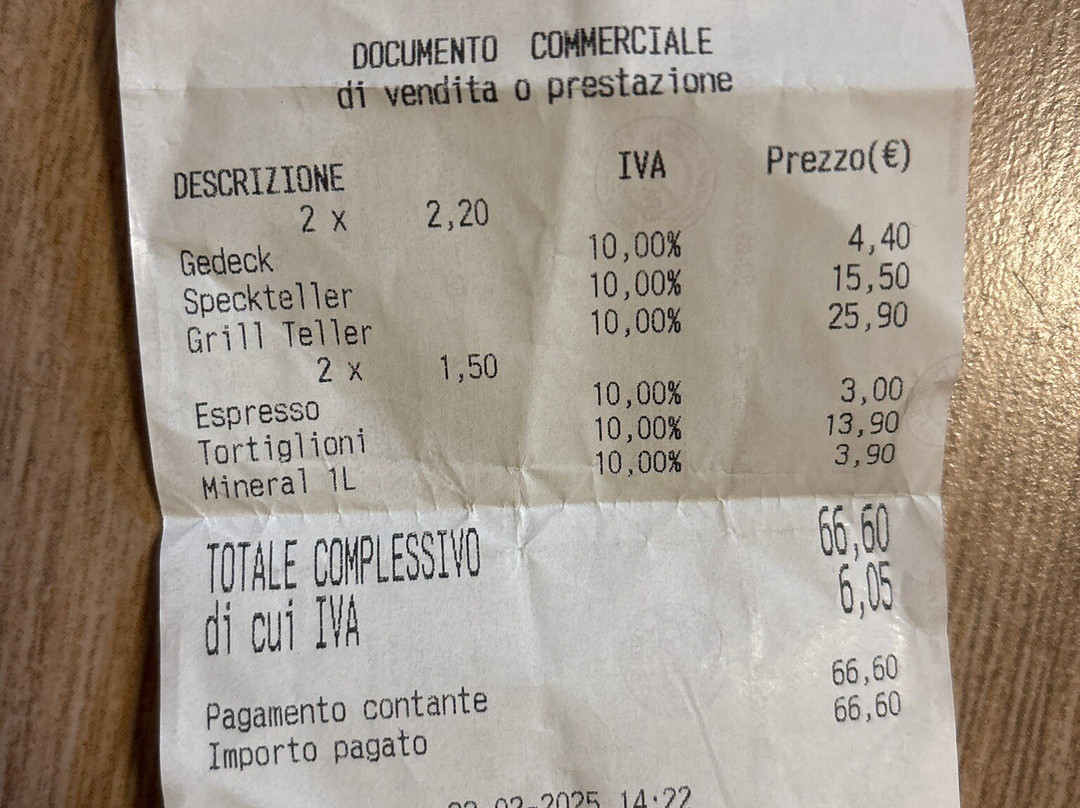 DOCUMENTO COMMERCIALE
di vendita o prestazione
DESCRIZIONE IVA Prezzo(€)
2 x 2,20
Gedeck 10,00% 4,40
Speckteller 10,00% 15,50
Grill Teller 10,00% 25,90
2 x 1,50
Espresso 10,00% 3,00
Tortiglioni 10,00% 13,90
Mineral 1L 10,00% 3,90
TOTALE COMPLESSIVO 66,60
di cui IVA 6,05
Pagamento contante 66,60
Importo pagato 66,60
14:22